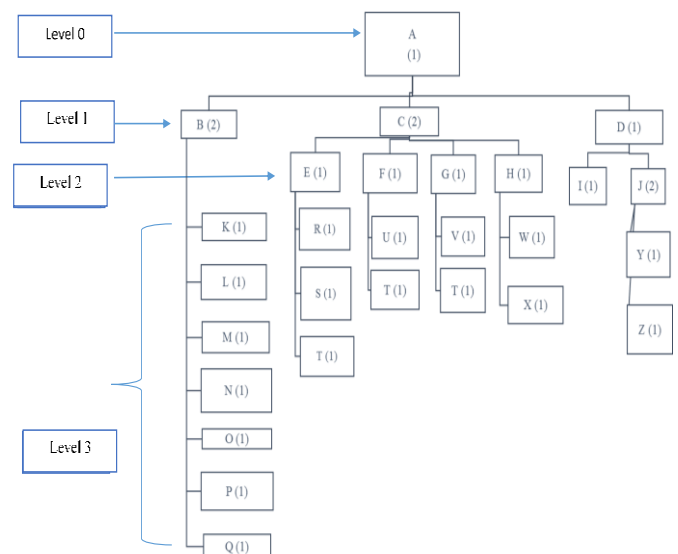 Level 0
A
(1)
Level 1
B (2)
C (2)
D (1)
Level 2
E (1)
F (1)
G (1)
H (1)
I (1)
J (2)
K (1)
R (1)
U (1)
V (1)
W (1)
Y (1)
L (1)
S (1)
T (1)
T (1)
X (1)
Z (1)
M (1)
T (1)
N (1)
Level 3
O (1)
P (1)
Q (1)